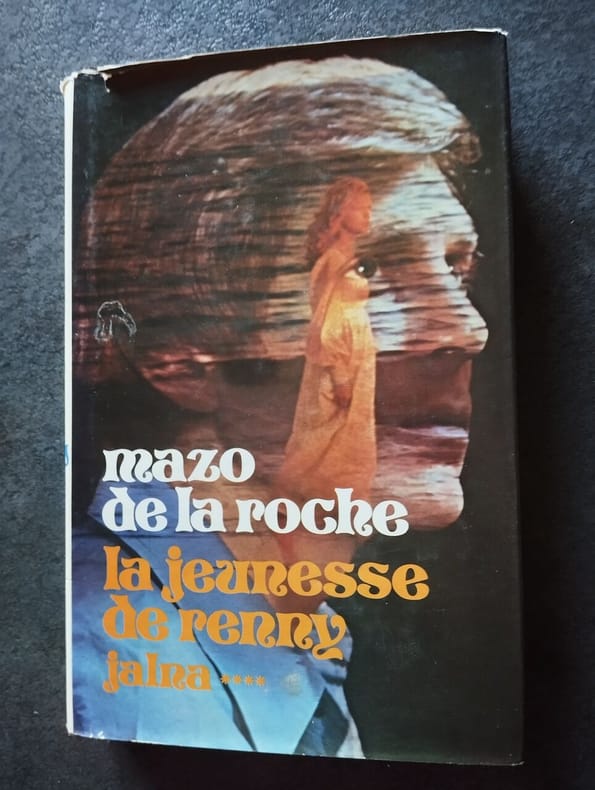 mazo
de la roche
la jeunesse
de renny
jalna ****